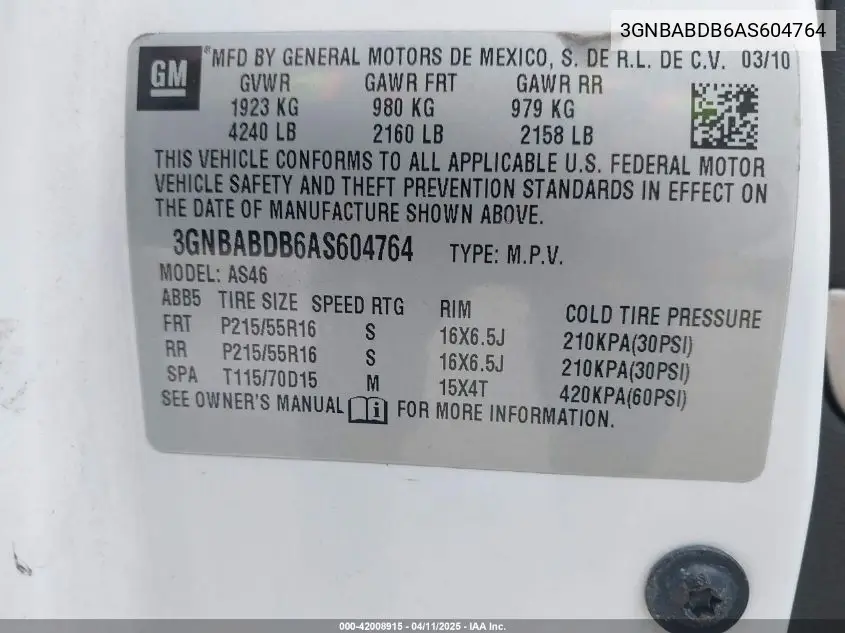 3GNBABDB6AS604764
GM ® MFD BY GENERAL MOTORS DE MEXICO, S. DE R.L. DE C.V. 03/10
GVWR GAWR FRT GAWR RR
1923 KG 980 KG 979 KG
4240 LB 2160 LB 2158 LB
THIS VEHICLE CONFORMS TO ALL APPLICABLE U.S. FEDERAL MOTOR
VEHICLE SAFETY AND THEFT PREVENTION STANDARDS IN EFFECT ON
THE DATE OF MANUFACTURE SHOWN ABOVE.
3GNBABDB6AS604764 TYPE: M.P.V.
MODEL: AS46
ABB5 TIRE SIZE SPEED RTG RIM COLD TIRE PRESSURE
FRT P215/55R16 S 16X6.5J 210KPA(30PSI)
RR P215/55R16 S 16X6.5J 210KPA(30PSI)
SPA T115/70D15 M 15X4T 420KPA(60PSI)
SEE OWNER'S MANUAL i FOR MORE INFORMATION.
000-42008915 - 04/11/2025 - IAA Inc.